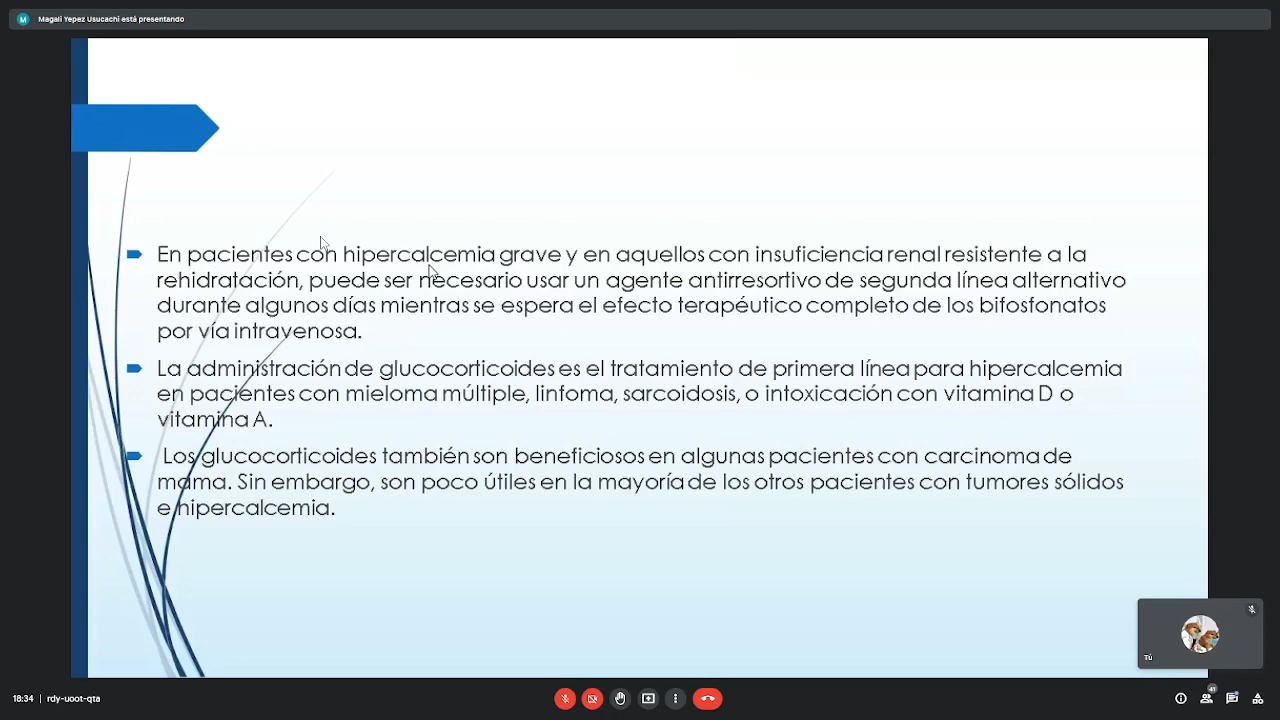 M Magali Yepez Usucachi está presentando
En pacientes con hipercalcemia grave y en aquellos con insuficiencia renal resistente a la
rehidratación, puede ser necesario usar un agente antirresortivo de segunda línea alternativo
durante algunos días mientras se espera el efecto terapéutico completo de los bifosfonatos
por vía intravenosa.
La administración de glucocorticoides es el tratamiento de primera línea para hipercalcemia
en pacientes con mieloma múltiple, linfoma, sarcoidosis, o intoxicación con vitamina D o
vitamina A.
Los glucocorticoides también son beneficiosos en algunas pacientes con carcinoma de
mama. Sin embargo, son poco útiles en la mayoría de los otros pacientes con tumores sólidos
e hipercalcemia.
Tú
18:34 | rdy-uoot-qta
41